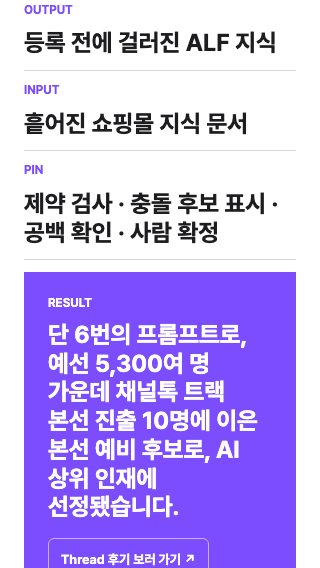 OUTPUT
등록 전에 걸러진 ALF 지식
INPUT
흩어진 쇼핑몰 지식 문서
PIN
제약 검사 · 충돌 후보 표시 ·
공백 확인 · 사람 확정
RESULT
단 6번의 프롬프트로,
예선 5,300여 명
가운데 채널톡 트랙
본선 진출 10명에 이은
본선 예비 후보로, AI
상위 인재에
선정됐습니다.
Thread 후기 보러 가기 ↗